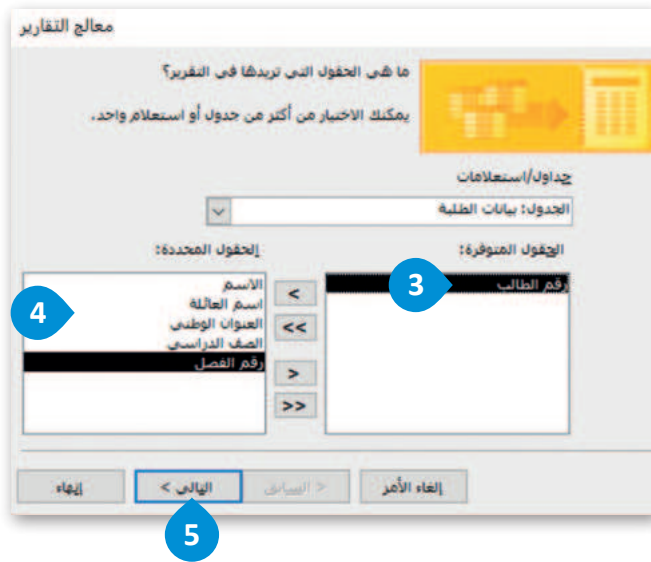 معالج التقارير
ما هي الحقول التي تريدها في التقرير؟
يمكنك الاختيار من أكثر من جدول أو استعلام واحد.
جداول/استعلامات
الجدول: بيانات الطلبة
الحقول المتوفرة:
الحقول المحددة:
رقم الطالب
3
>
>>
<
<<
الاسم
اسم العائلة
العنوان الوطني
الصف الدراسي
رقم الفصل
4
إلغاء الأمر
< السابق
التالي >
إنهاء
5